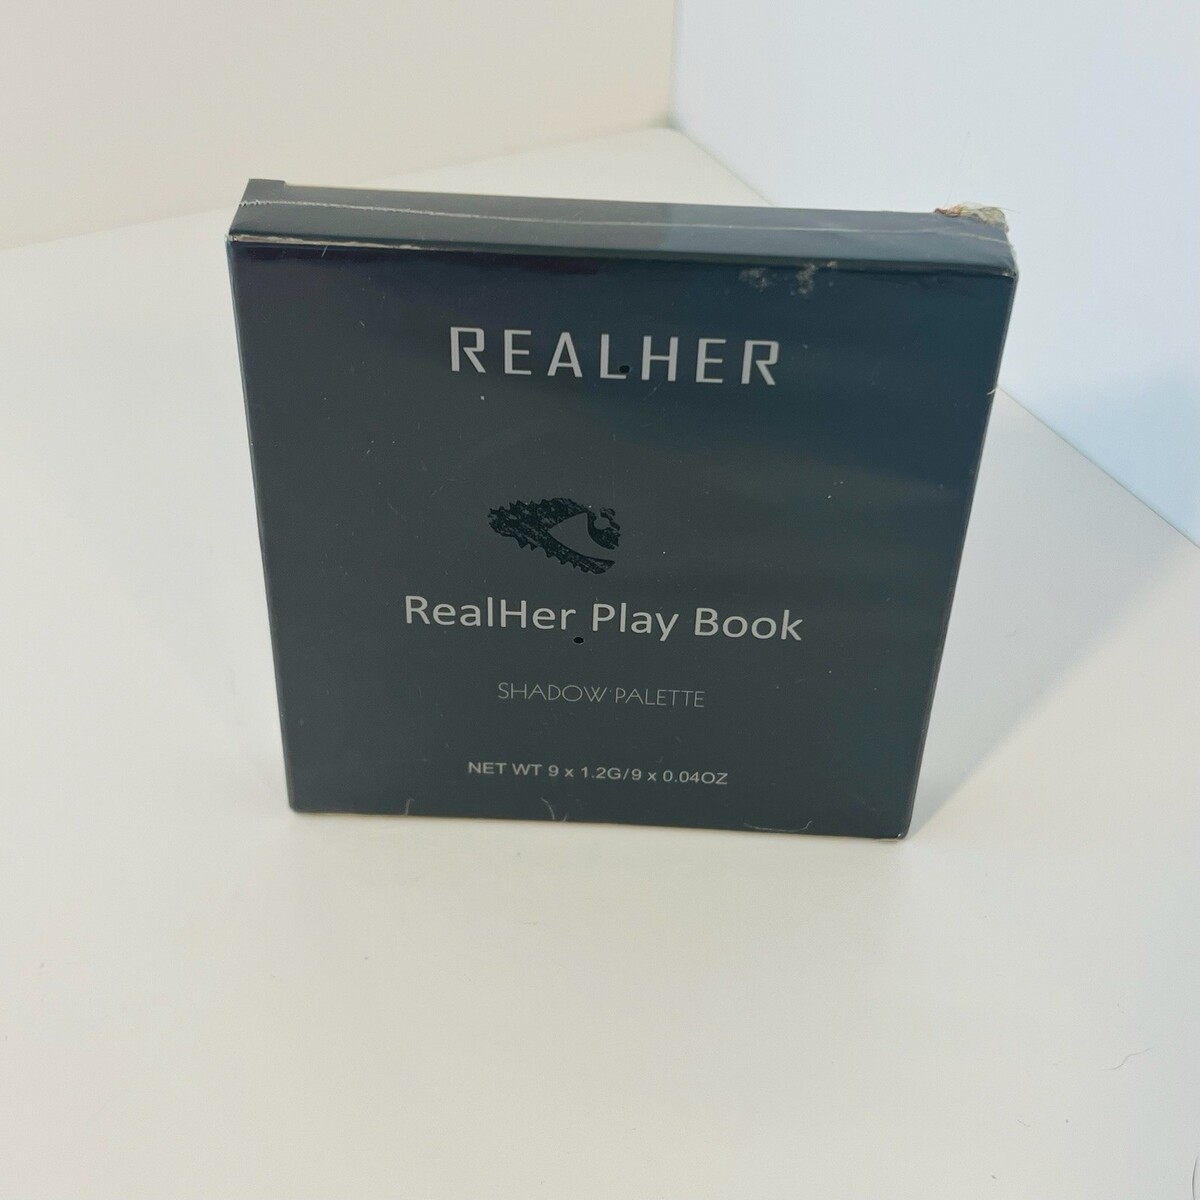 REALHER
RealHer Play Book
SHADOW PALETTE
NET WT 9 x 1.2G/9 x 0.04OZ